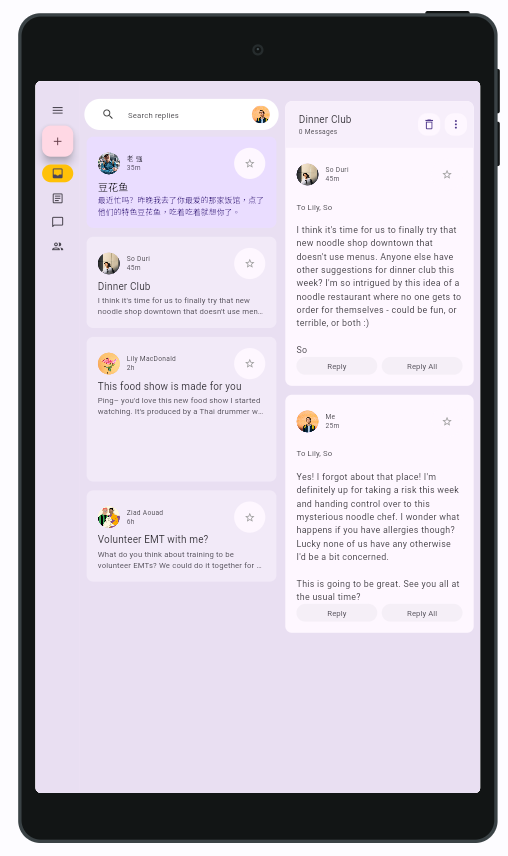 Search replies
老 强
35m
豆花鱼
最近忙吗？昨晚我去了你最爱的那家饭馆，点了
他们的特色豆花鱼，吃着吃着就想你了。
So Duri
45m
Dinner Club
I think it's time for us to finally try that new
noodle shop downtown that doesn't use men...
Lily MacDonald
2h
This food show is made for you
Ping– you'd love this new food show I started
watching. It's produced by a Thai drummer w...
Ziad Aouad
6h
Volunteer EMT with me?
What do you think about training to be
volunteer EMTs? We could do it together for ...
Dinner Club
0 Messages
So Duri
45m
To Lily, So
I think it's time for us to finally try that
new noodle shop downtown that
doesn't use menus. Anyone else have
other suggestions for dinner club this
week? I'm so intrigued by this idea of a
noodle restaurant where no one gets to
order for themselves - could be fun, or
terrible, or both :)
So
Reply
Reply All
Me
25m
To Lily, So
Yes! I forgot about that place! I'm
definitely up for taking a risk this week
and handing control over to this
mysterious noodle chef. I wonder what
happens if you have allergies though?
Lucky none of us have any otherwise
I'd be a bit concerned.
This is going to be great. See you all at
the usual time?
Reply
Reply All